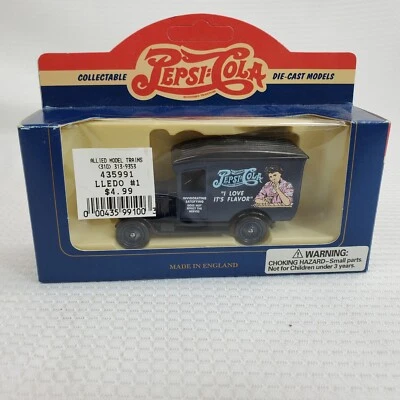 COLLECTABLE
PEPSI:COLA
DIE-CAST MODELS
ALLIED MODEL TRAINS
(310) 313-9353
435991
LLEDO #1
$4.99
0 00435 99100
PEPSI:COLA
"I LOVE
IT'S FLAVOR"
INVIGORATING
SATISFYING
MADE IN ENGLAND
WARNING:
CHOKING HAZARD-Small parts.
Not for Children under 3 years.